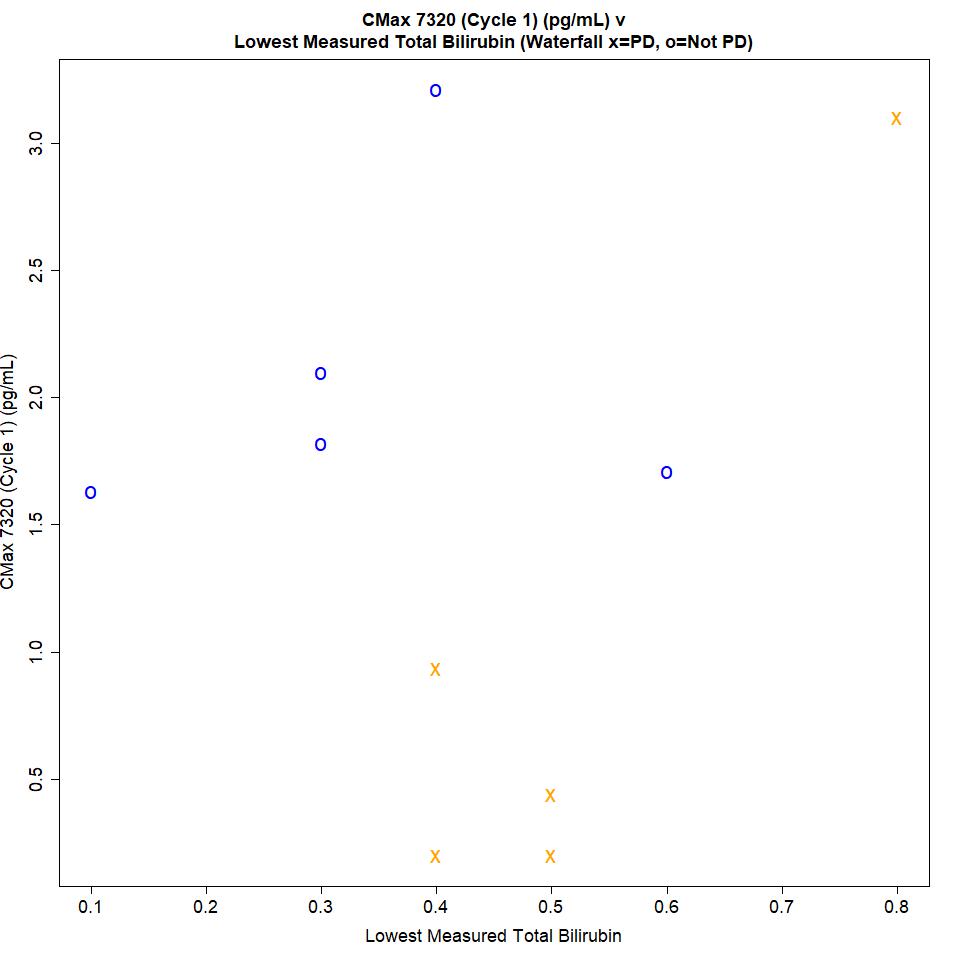 CMax 7320 (Cycle 1) (pg/mL) v
Lowest Measured Total Bilirubin (Waterfall x=PD, o=Not PD)
CMax 7320 (Cycle 1) (pg/mL)
3.0
2.5
2.0
1.5
1.0
0.5
o
x
o
o
o
o
x
x
x
x
0.1 0.2 0.3 0.4 0.5 0.6 0.7 0.8
Lowest Measured Total Bilirubin